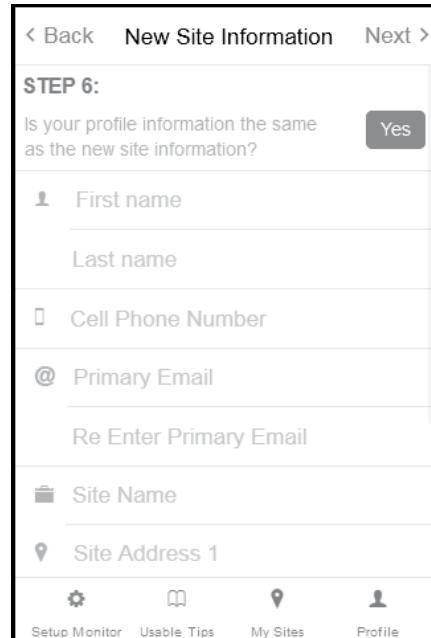 < Back New Site Information Next >
STEP 6:
Is your profile information the same
as the new site information?
Yes
First name
Last name
Cell Phone Number
@ Primary Email
Re Enter Primary Email
Site Name
Site Address 1
Setup Monitor Usable Tips My Sites Profile